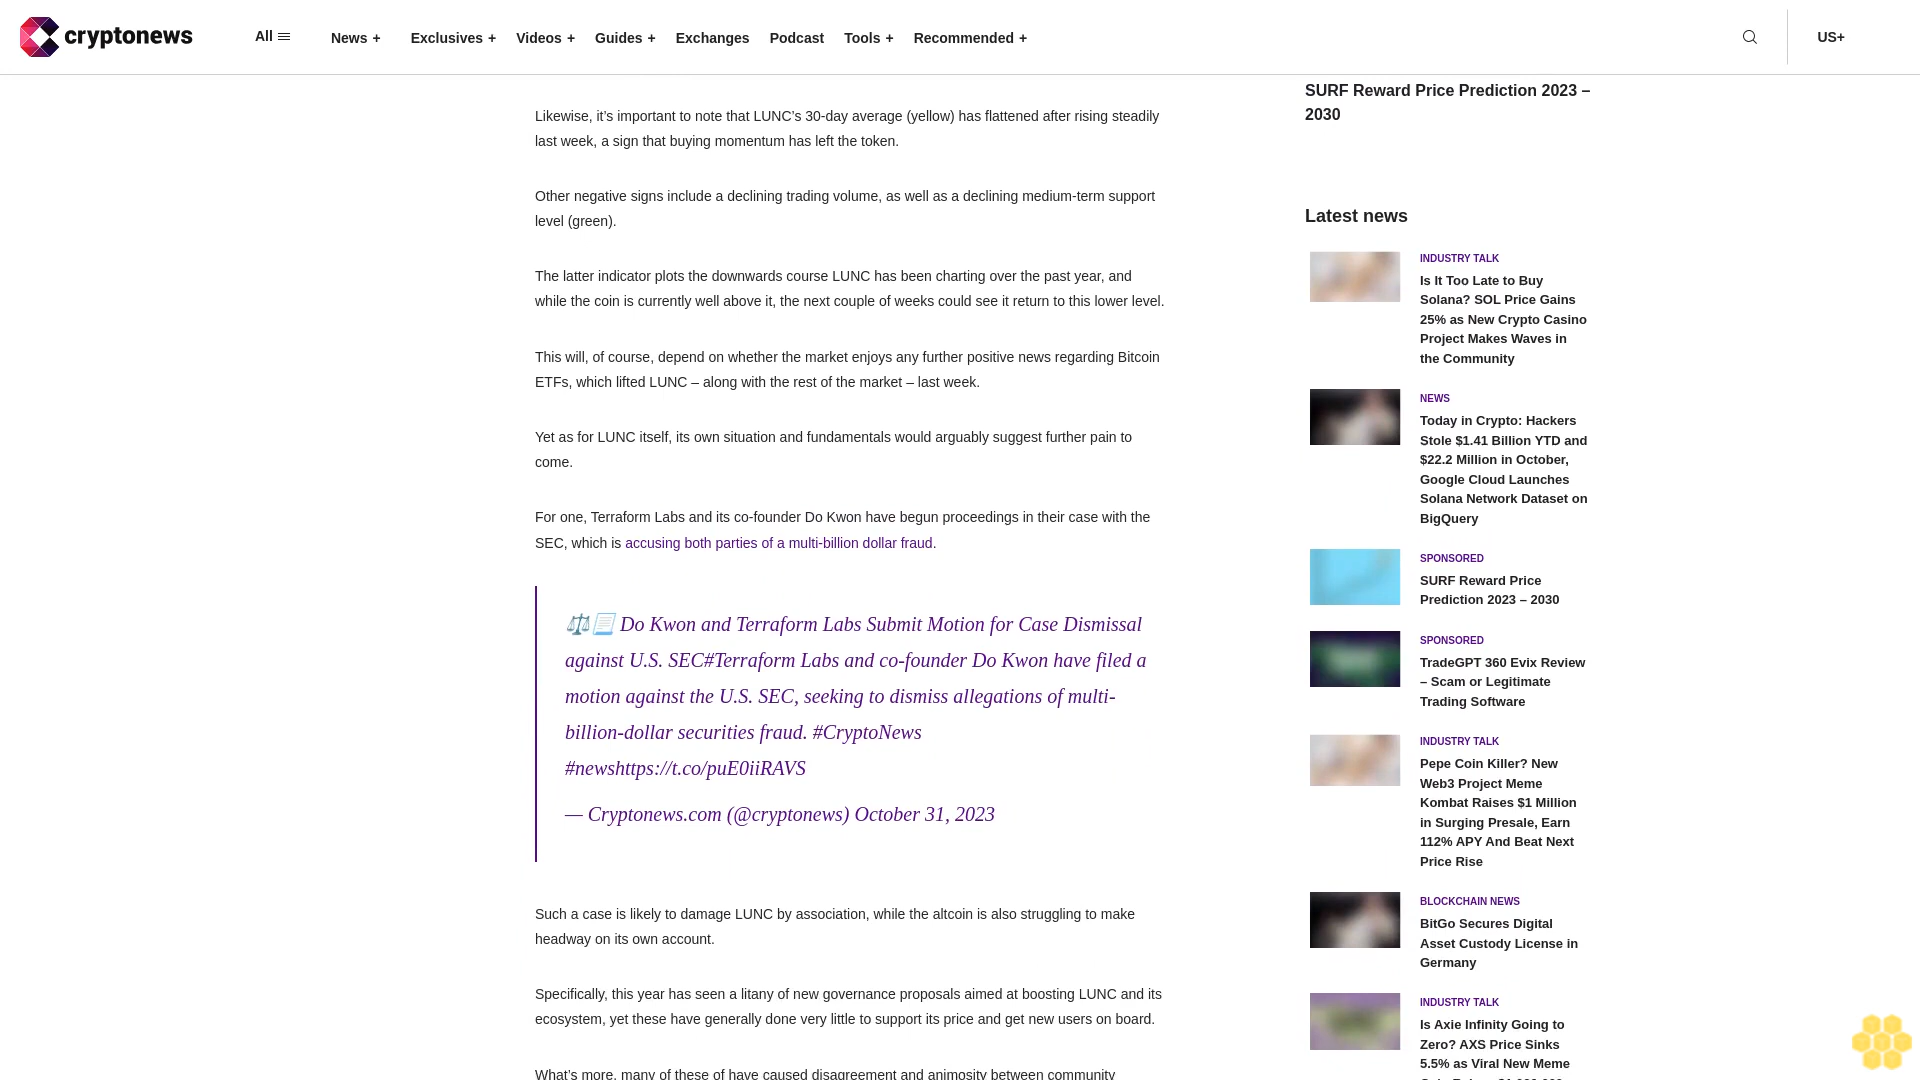 cryptonews
All
News +
Exclusives +
Videos +
Guides +
Exchanges
Podcast
Tools +
Recommended +
US+
Likewise, it’s important to note that LUNC’s 30-day average (yellow) has flattened after rising steadily
last week, a sign that buying momentum has left the token.
Other negative signs include a declining trading volume, as well as a declining medium-term support
level (green).
The latter indicator plots the downwards course LUNC has been charting over the past year, and
while the coin is currently well above it, the next couple of weeks could see it return to this lower level.
This will, of course, depend on whether the market enjoys any further positive news regarding Bitcoin
ETFs, which lifted LUNC – along with the rest of the market – last week.
Yet as for LUNC itself, its own situation and fundamentals would arguably suggest further pain to
come.
For one, Terraform Labs and its co-founder Do Kwon have begun proceedings in their case with the
SEC, which is accusing both parties of a multi-billion dollar fraud.
⚖️📃 Do Kwon and Terraform Labs Submit Motion for Case Dismissal
against U.S. SEC#Terraform Labs and co-founder Do Kwon have filed a
motion against the U.S. SEC, seeking to dismiss allegations of multi-
billion-dollar securities fraud. #CryptoNews
#newshttps://t.co/puE0iiRAVS
— Cryptonews.com (@cryptonews) October 31, 2023
Such a case is likely to damage LUNC by association, while the altcoin is also struggling to make
headway on its own account.
Specifically, this year has seen a litany of new governance proposals aimed at boosting LUNC and its
ecosystem, yet these have generally done very little to support its price and get new users on board.
What’s more, many of these of have caused disagreement and animosity between community
SURF Reward Price Prediction 2023 –
2030
Latest news
INDUSTRY TALK
Is It Too Late to Buy
Solana? SOL Price Gains
25% as New Crypto Casino
Project Makes Waves in
the Community
NEWS
Today in Crypto: Hackers
Stole $1.41 Billion YTD and
$22.2 Million in October,
Google Cloud Launches
Solana Network Dataset on
BigQuery
SPONSORED
SURF Reward Price
Prediction 2023 – 2030
SPONSORED
TradeGPT 360 Evix Review
– Scam or Legitimate
Trading Software
INDUSTRY TALK
Pepe Coin Killer? New
Web3 Project Meme
Kombat Raises $1 Million
in Surging Presale, Earn
112% APY And Beat Next
Price Rise
BLOCKCHAIN NEWS
BitGo Secures Digital
Asset Custody License in
Germany
INDUSTRY TALK
Is Axie Infinity Going to
Zero? AXS Price Sinks
5.5% as Viral New Meme